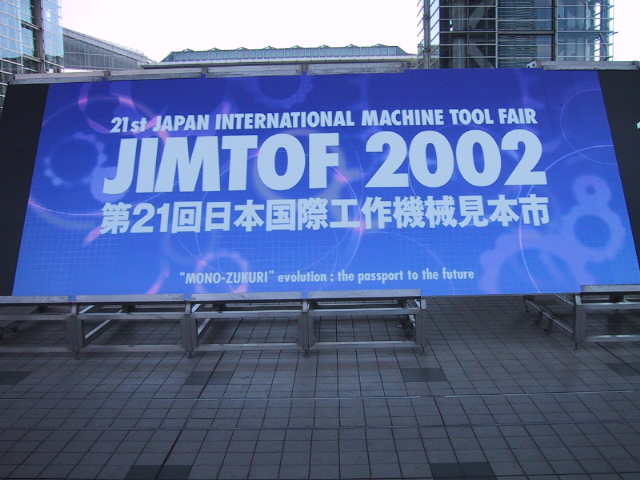 21st JAPAN INTERNATIONAL MACHINE TOOL FAIR
JIMTOF 2002
第21回日本国際工作機械見本市
"MONO-ZUKURI" evolution : the passport to the future